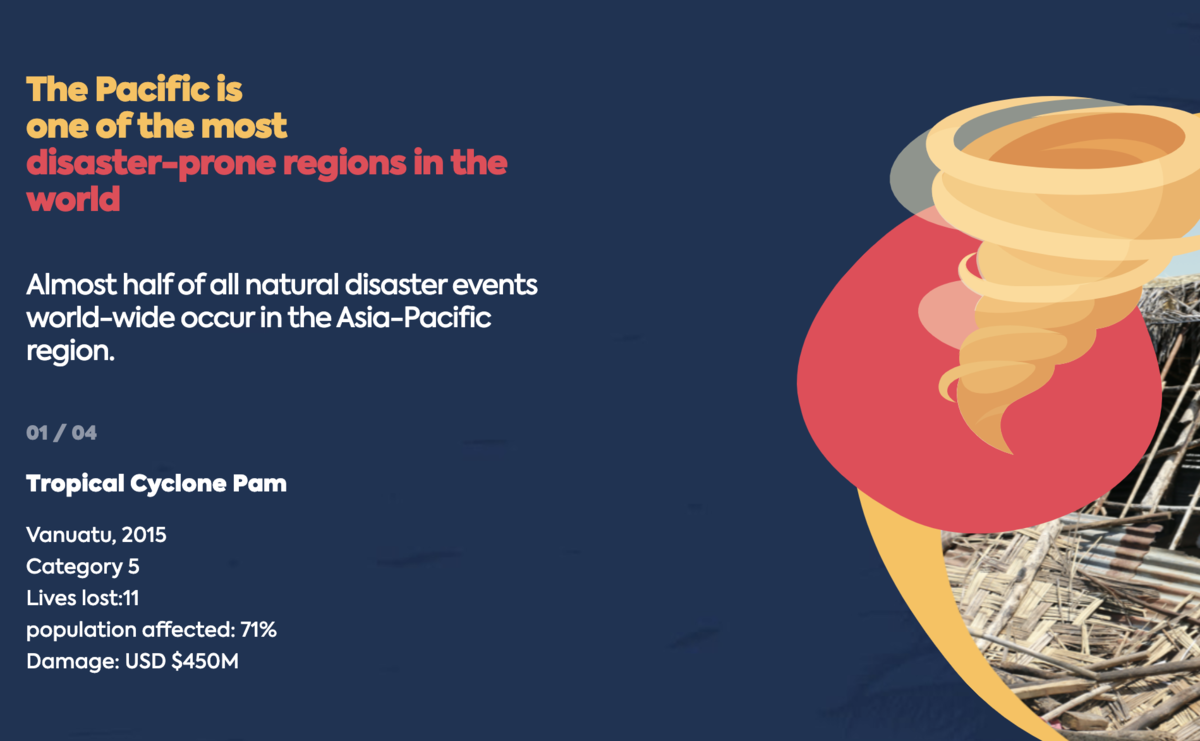 The Pacific is
one of the most
disaster-prone regions in the
world
Almost half of all natural disaster events
world-wide occur in the Asia-Pacific
region.
01 / 04
Tropical Cyclone Pam
Vanuatu, 2015
Category 5
Lives lost:11
population affected: 71%
Damage: USD $450M